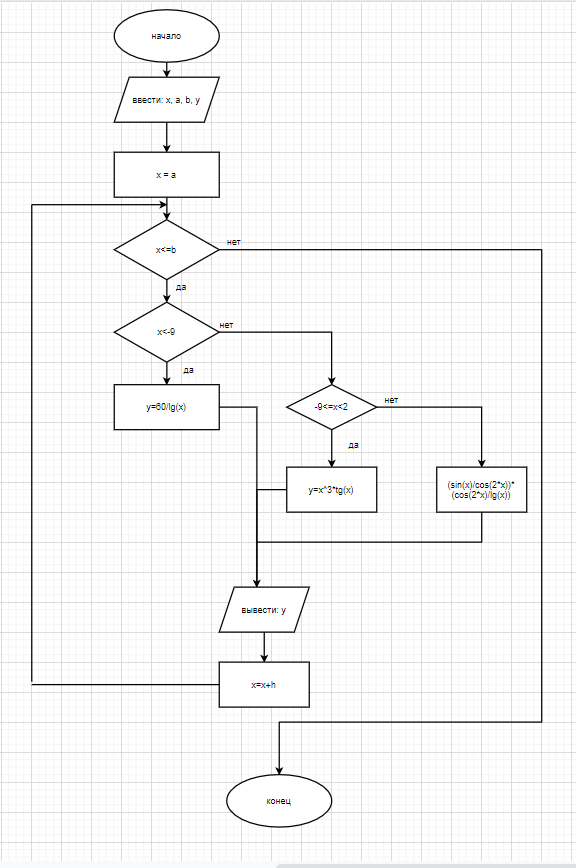 начало
ввести: x, a, b, y
x = a
x<=b
нет
да
x<-9
нет
да
y=60/lg(x)
-9<=x<2
нет
да
y=x^3*tg(x)
(sin(x)/cos(2*x))*
(cos(2*x)/lg(x))
вывести: y
x=x+h
конец